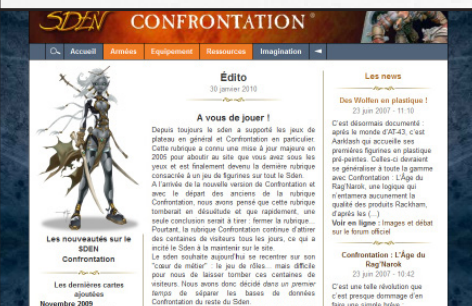 SDEN CONFRONTATION
Accueil Armées Equipement Ressources Imagination
Édito
30 janvier 2010
A vous de jouer !
Depuis toujours le sden a supporté les jeux de
plateau en général et Confrontation en particulier.
Cette rubrique a connu une mise à jour majeure en
2005 pour aboutir au site que vous avez sous les
yeux et est finalement devenu la dernière rubrique
consacrée à un jeu de figurines sur tout le Sden.
A l'arrivée de la nouvelle version de Confrontation et
avec le départ des anciens de la rubrique
Confrontation, nous avons pensé que cette rubrique
tomberait en désuétude et que rapidement, une
seule conclusion serait à tirer : fermer la rubrique...
Pourtant, la rubrique Confrontation continue d'attirer
des centaines de visiteurs tous les jours, ce qui a
incité le Sden à la maintenir sur le site.
Le sden souhaite aujourd'hui se recentrer sur son
"cœur de métier" : le jeu de rôles... mais difficile
pour nous de laisser tomber ces centaines de
visiteurs. Nous avons donc décidé dans un premier
temps de séparer les bases de données
Confrontation du reste du Sden.
Les nouveautés sur le
SDEN
Confrontation
Les dernières cartes
ajoutées
Novembre 2009
Les news
Des Wolfen en plastique !
23 juin 2007 - 11:10
C'est désormais documenté :
après le monde d'AT-43, c'est
Aarklash qui accueille ses
premières figurines en plastique
pré-peintes. Celles-ci devraient
se généraliser à toute la gamme
avec Confrontation : L'Âge du
Rag'Narok, une logique qui
n'entamera aucunement la
qualité des produits Rackham,
d'après les (...)
Voir en ligne : Images et débat
sur le forum officiel
Confrontation : L'Âge du
Rag'Narok
23 juin 2007 - 10:42
C'est une telle révolution que
c'est presque dommage d'en
faire une simple brève